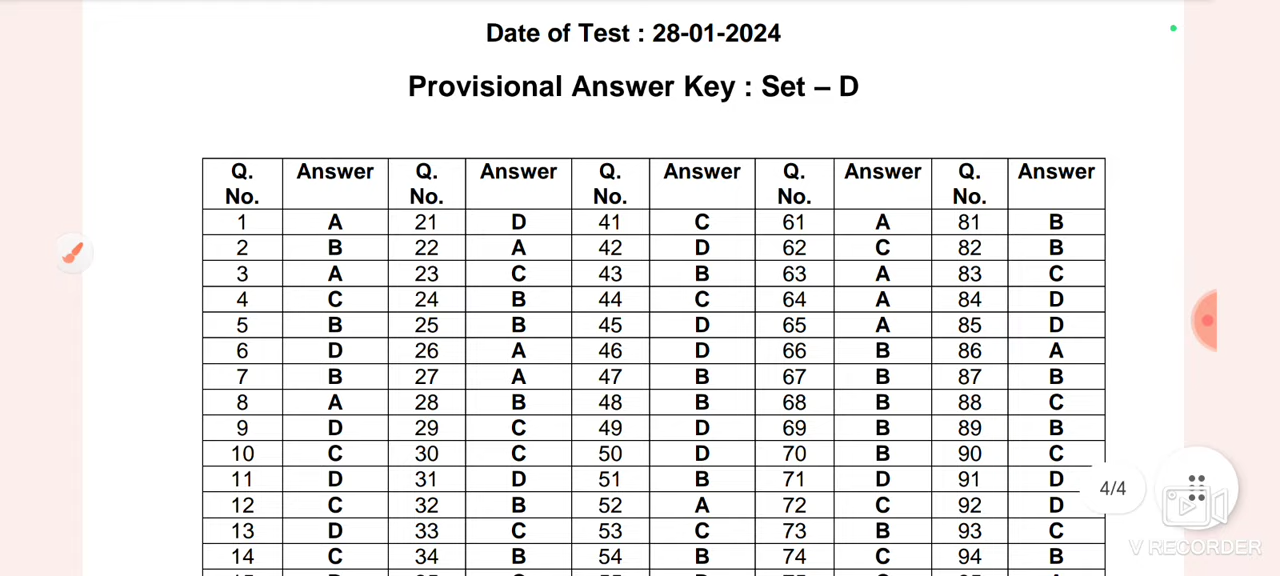 Date of Test : 28-01-2024
Provisional Answer Key : Set – D
Q. No. Answer Q. No. Answer Q. No. Answer Q. No. Answer Q. No. Answer
1 A 21 D 41 C 61 A 81 B
2 B 22 A 42 D 62 C 82 B
3 A 23 C 43 B 63 A 83 C
4 C 24 B 44 C 64 A 84 D
5 B 25 B 45 D 65 A 85 D
6 D 26 A 46 D 66 B 86 A
7 B 27 A 47 B 67 B 87 B
8 A 28 B 48 B 68 B 88 C
9 D 29 C 49 D 69 B 89 B
10 C 30 C 50 D 70 B 90 C
11 D 31 D 51 B 71 D 91 D
12 C 32 B 52 A 72 C 92 D
13 D 33 C 53 C 73 B 93 C
14 C 34 B 54 B 74 C 94 B
4/4
V RECORDER